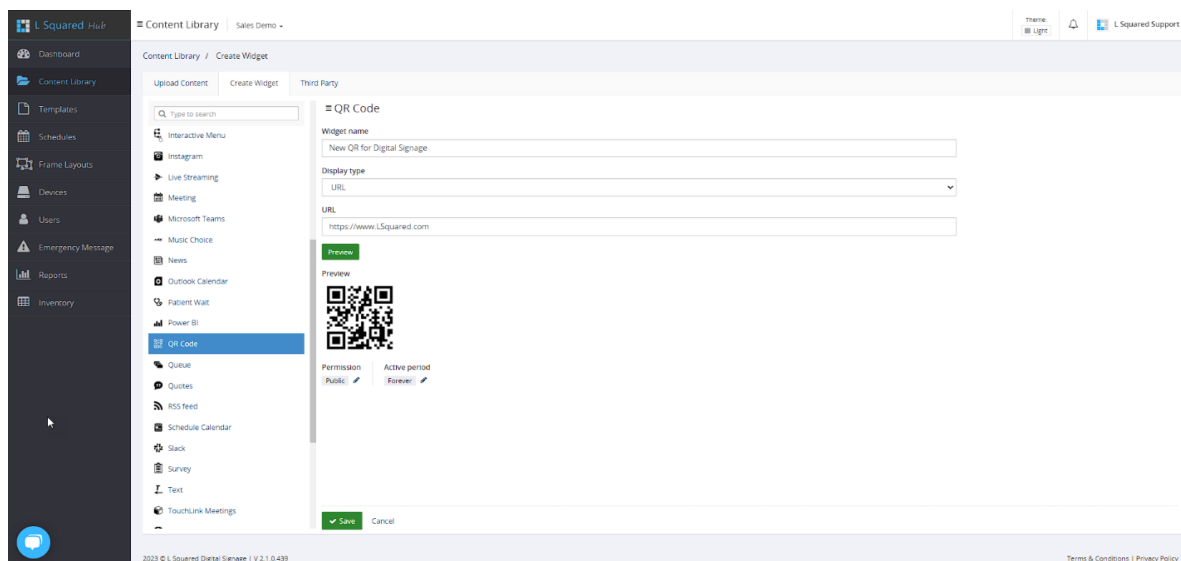 L Squared Hub
Content Library
Sales Demo
Theme
Light
L Squared Support
Dashboard
Content Library
Templates
Schedules
Frame Layouts
Devices
Users
Emergency Message
Reports
Inventory
Content Library / Create Widget
Upload Content
Create Widget
Third Party
Type to search
Interactive Menu
Instagram
Live Streaming
Meeting
Microsoft Teams
Music Choice
News
Outlook Calendar
Patient Wait
Power BI
QR Code
Queue
Quotes
RSS feed
Schedule Calendar
Slack
Survey
Text
TouchLink Meetings
QR Code
Widget name
New QR for Digital Signage
Display type
URL
URL
https://www.LSquared.com
Preview
Preview
Permission
Active period
Public
Forever
Save
Cancel
2023 © L Squared Digital Signage | V 2.1.0.439
Terms & Conditions | Privacy Policy